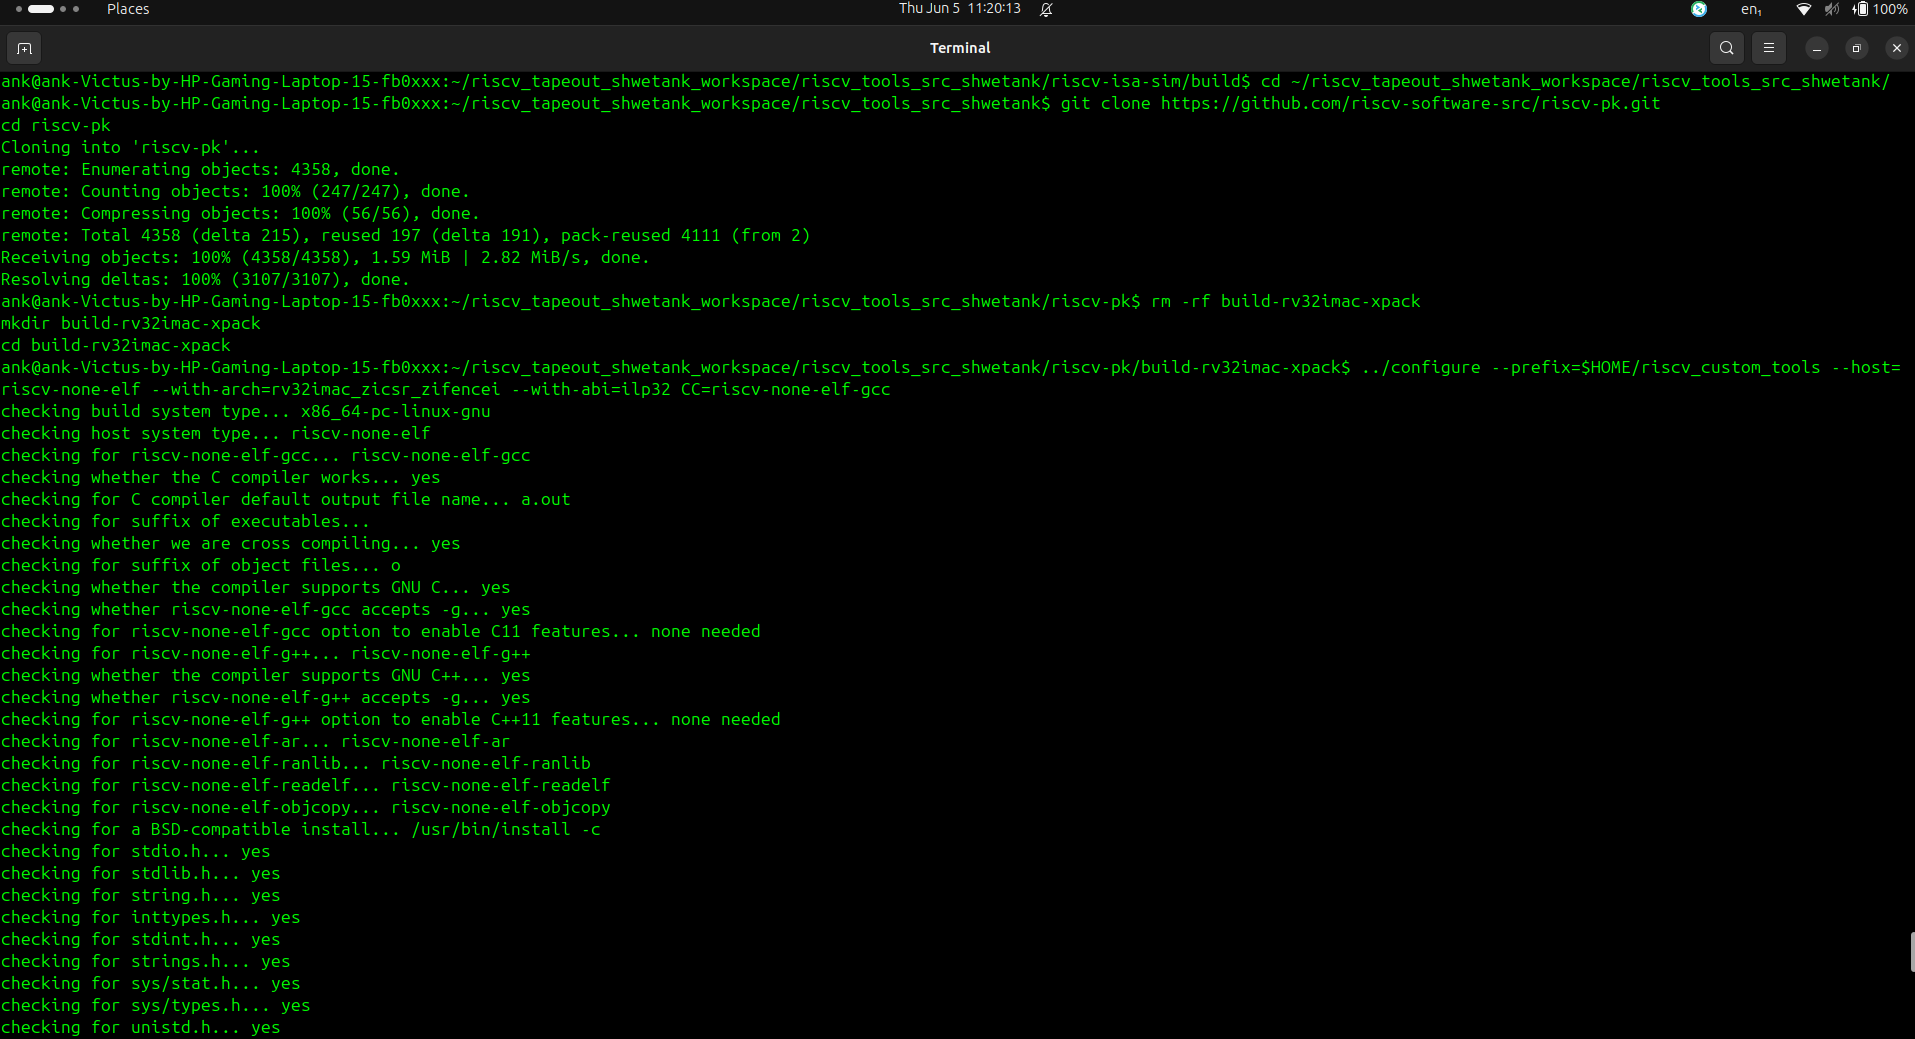 Places
Thu Jun 5 11:20:13
en₁
100%
Terminal
ank@ank-Victus-by-HP-Gaming-Laptop-15-fb0xxx:~/riscv_tapeout_shwetank_workspace/riscv_tools_src_shwetank/riscv-isa-sim/build$ cd ~/riscv_tapeout_shwetank_workspace/riscv_tools_src_shwetank/
ank@ank-Victus-by-HP-Gaming-Laptop-15-fb0xxx:~/riscv_tapeout_shwetank_workspace/riscv_tools_src_shwetank$ git clone https://github.com/riscv-software-src/riscv-pk.git
cd riscv-pk
Cloning into 'riscv-pk'...
remote: Enumerating objects: 4358, done.
remote: Counting objects: 100% (247/247), done.
remote: Compressing objects: 100% (56/56), done.
remote: Total 4358 (delta 215), reused 197 (delta 191), pack-reused 4111 (from 2)
Receiving objects: 100% (4358/4358), 1.59 MiB | 2.82 MiB/s, done.
Resolving deltas: 100% (3107/3107), done.
ank@ank-Victus-by-HP-Gaming-Laptop-15-fb0xxx:~/riscv_tapeout_shwetank_workspace/riscv_tools_src_shwetank/riscv-pk$ rm -rf build-rv32imac-xpack
mkdir build-rv32imac-xpack
cd build-rv32imac-xpack
ank@ank-Victus-by-HP-Gaming-Laptop-15-fb0xxx:~/riscv_tapeout_shwetank_workspace/riscv_tools_src_shwetank/riscv-pk/build-rv32imac-xpack$ ../configure --prefix=$HOME/riscv_custom_tools --host=
riscv-none-elf --with-arch=rv32imac_zicsr_zifencei --with-abi=ilp32 CC=riscv-none-elf-gcc
checking build system type... x86_64-pc-linux-gnu
checking host system type... riscv-none-elf
checking for riscv-none-elf-gcc... riscv-none-elf-gcc
checking whether the C compiler works... yes
checking for C compiler default output file name... a.out
checking for suffix of executables...
checking whether we are cross compiling... yes
checking for suffix of object files... o
checking whether the compiler supports GNU C... yes
checking whether riscv-none-elf-gcc accepts -g... yes
checking for riscv-none-elf-gcc option to enable C11 features... none needed
checking for riscv-none-elf-g++... riscv-none-elf-g++
checking whether the compiler supports GNU C++... yes
checking whether riscv-none-elf-g++ accepts -g... yes
checking for riscv-none-elf-g++ option to enable C++11 features... none needed
checking for riscv-none-elf-ar... riscv-none-elf-ar
checking for riscv-none-elf-ranlib... riscv-none-elf-ranlib
checking for riscv-none-elf-readelf... riscv-none-elf-readelf
checking for riscv-none-elf-objcopy... riscv-none-elf-objcopy
checking for a BSD-compatible install... /usr/bin/install -c
checking for stdio.h... yes
checking for stdlib.h... yes
checking for string.h... yes
checking for inttypes.h... yes
checking for stdint.h... yes
checking for strings.h... yes
checking for sys/stat.h... yes
checking for sys/types.h... yes
checking for unistd.h... yes